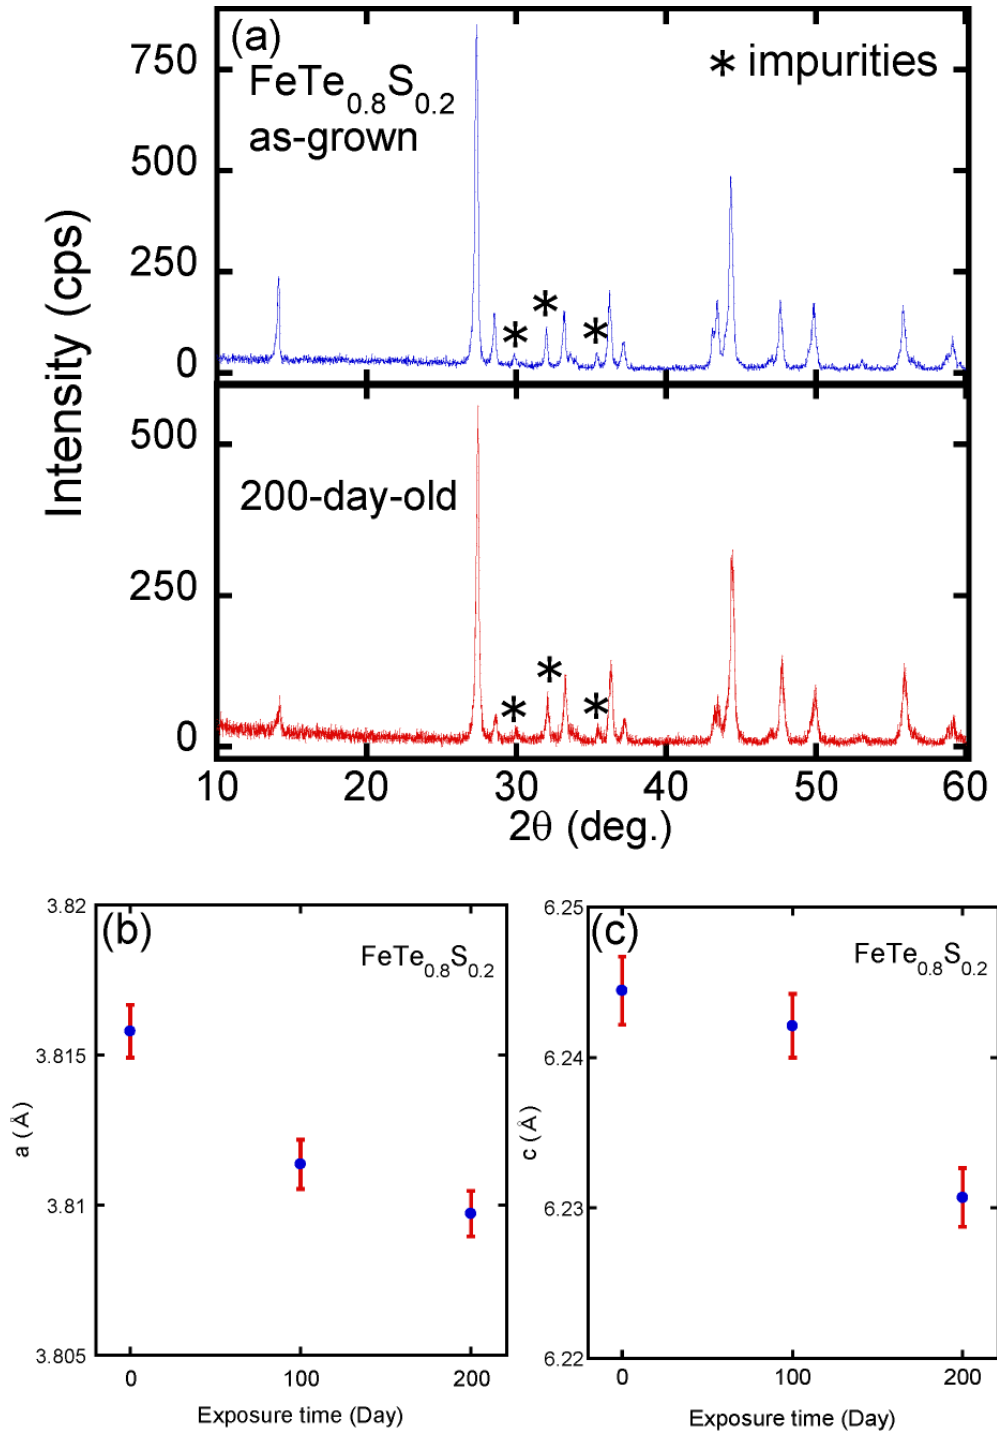 (a)
* impurities
FeTe0.8S0.2
as-grown
750
500
250
0
Intensity (cps)
200-day-old
500
250
0
10 20 30 40 50 60
2θ (deg.)
(b)
FeTe0.8S0.2
3.82
3.815
3.81
3.805
a (Å)
0 100 200
Exposure time (Day)
(c)
FeTe0.8S0.2
6.25
6.24
6.23
6.22
c (Å)
0 100 200
Exposure time (Day)